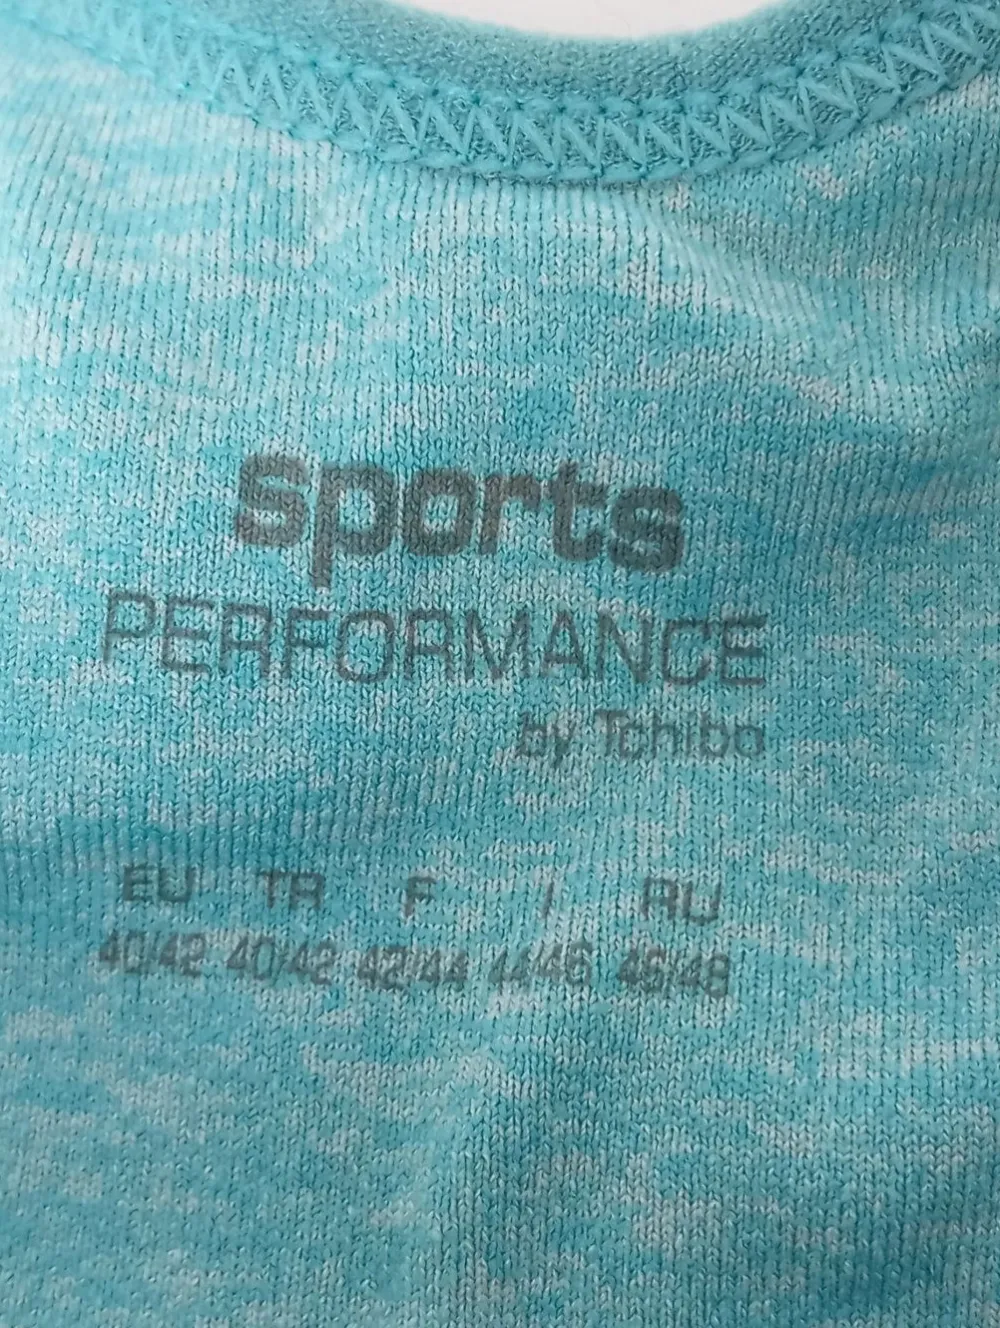 sports
PERFORMANCE
by Tchibo
EU TR F I RU
40/42 40/42 42/44 44/46 46/48